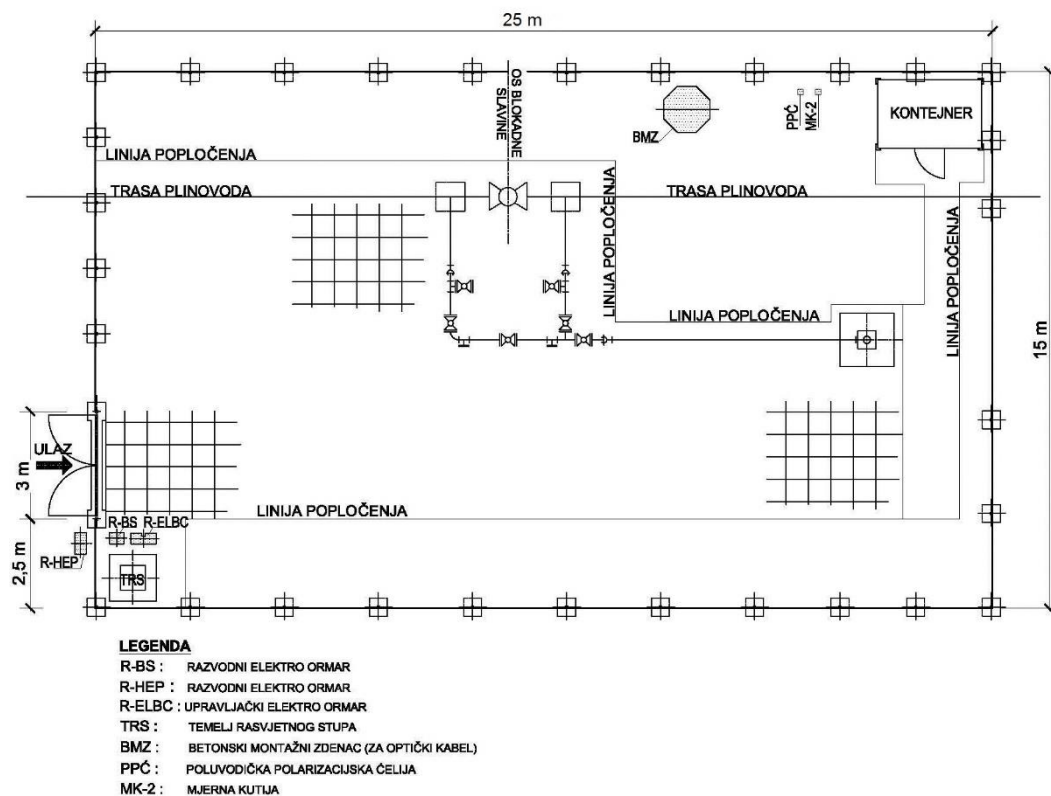 25 m
OS BLOKADNE
SLAVINE
BMZ
PPĆ
MK-2
KONTEJNER
LINIJA POPLOČENJA
TRASA PLINOVODA
TRASA PLINOVODA
LINIJA POPLOČENJA
LINIJA POPLOČENJA
LINIJA POPLOČENJA
15 m
ULAZ
3 m
LINIJA POPLOČENJA
R-BS
R-ELBC
R-HEP
2,5 m
TRS
LEGENDA
R-BS : RAZVODNI ELEKTRO ORMAR
R-HEP : RAZVODNI ELEKTRO ORMAR
R-ELBC : UPRAVLJAČKI ELEKTRO ORMAR
TRS : TEMELJ RASVJETNOG STUPA
BMZ : BETONSKI MONTAŽNI ZDENAC (ZA OPTIČKI KABEL)
PPĆ : POLUVODIČKA POLARIZACIJSKA ĆELIJA
MK-2 : MJERNA KUTIJA